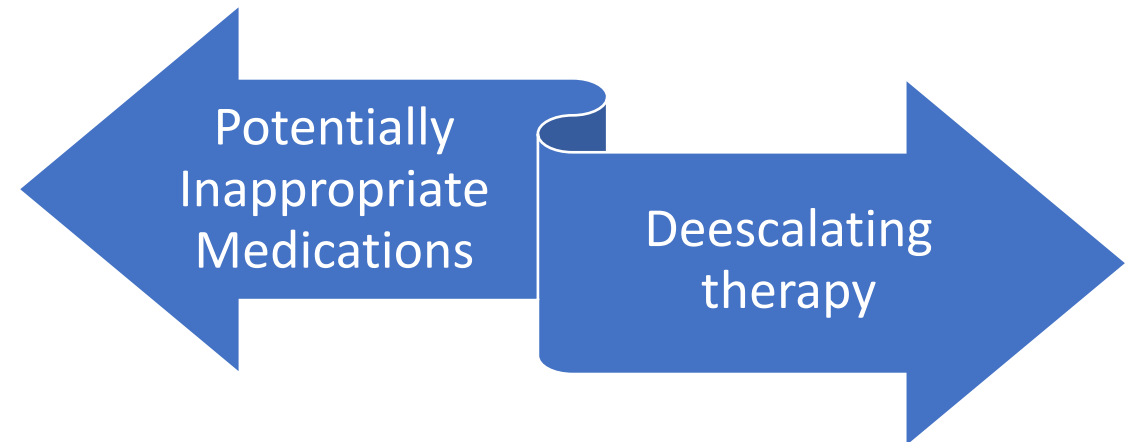 Potentially
Inappropriate
Medications
Deescalating
therapy